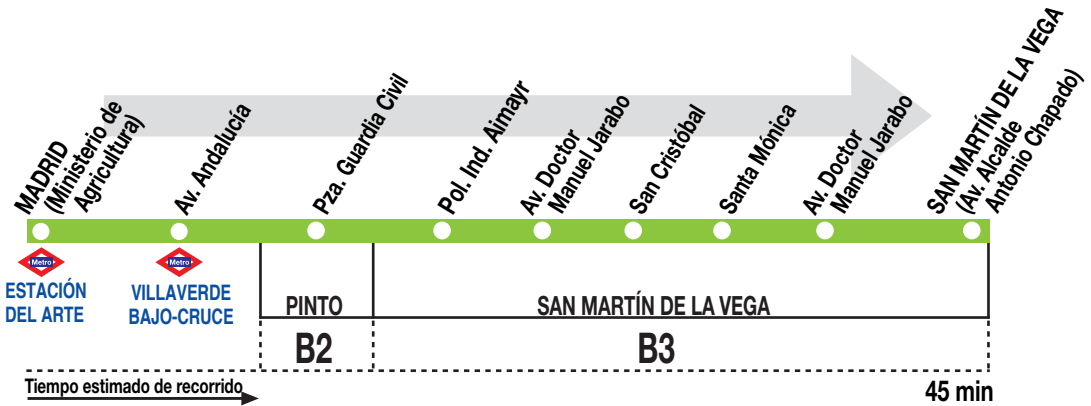 MADRID
(Ministerio de
Agricultura)
Av. Andalucía
Pza. Guardia Civil
Pol. Ind. Aimayr
Av. Doctor
Manuel Jarabo
San Cristóbal
Santa Mónica
Av. Doctor
Manuel Jarabo
SAN MARTÍN DE LA VEGA
(Av. Alcalde
Antonio Chapado)
Metro
ESTACIÓN
DEL ARTE
Metro
VILLAVERDE
BAJO-CRUCE
PINTO
SAN MARTÍN DE LA VEGA
B2
B3
Tiempo estimado de recorrido
45 min